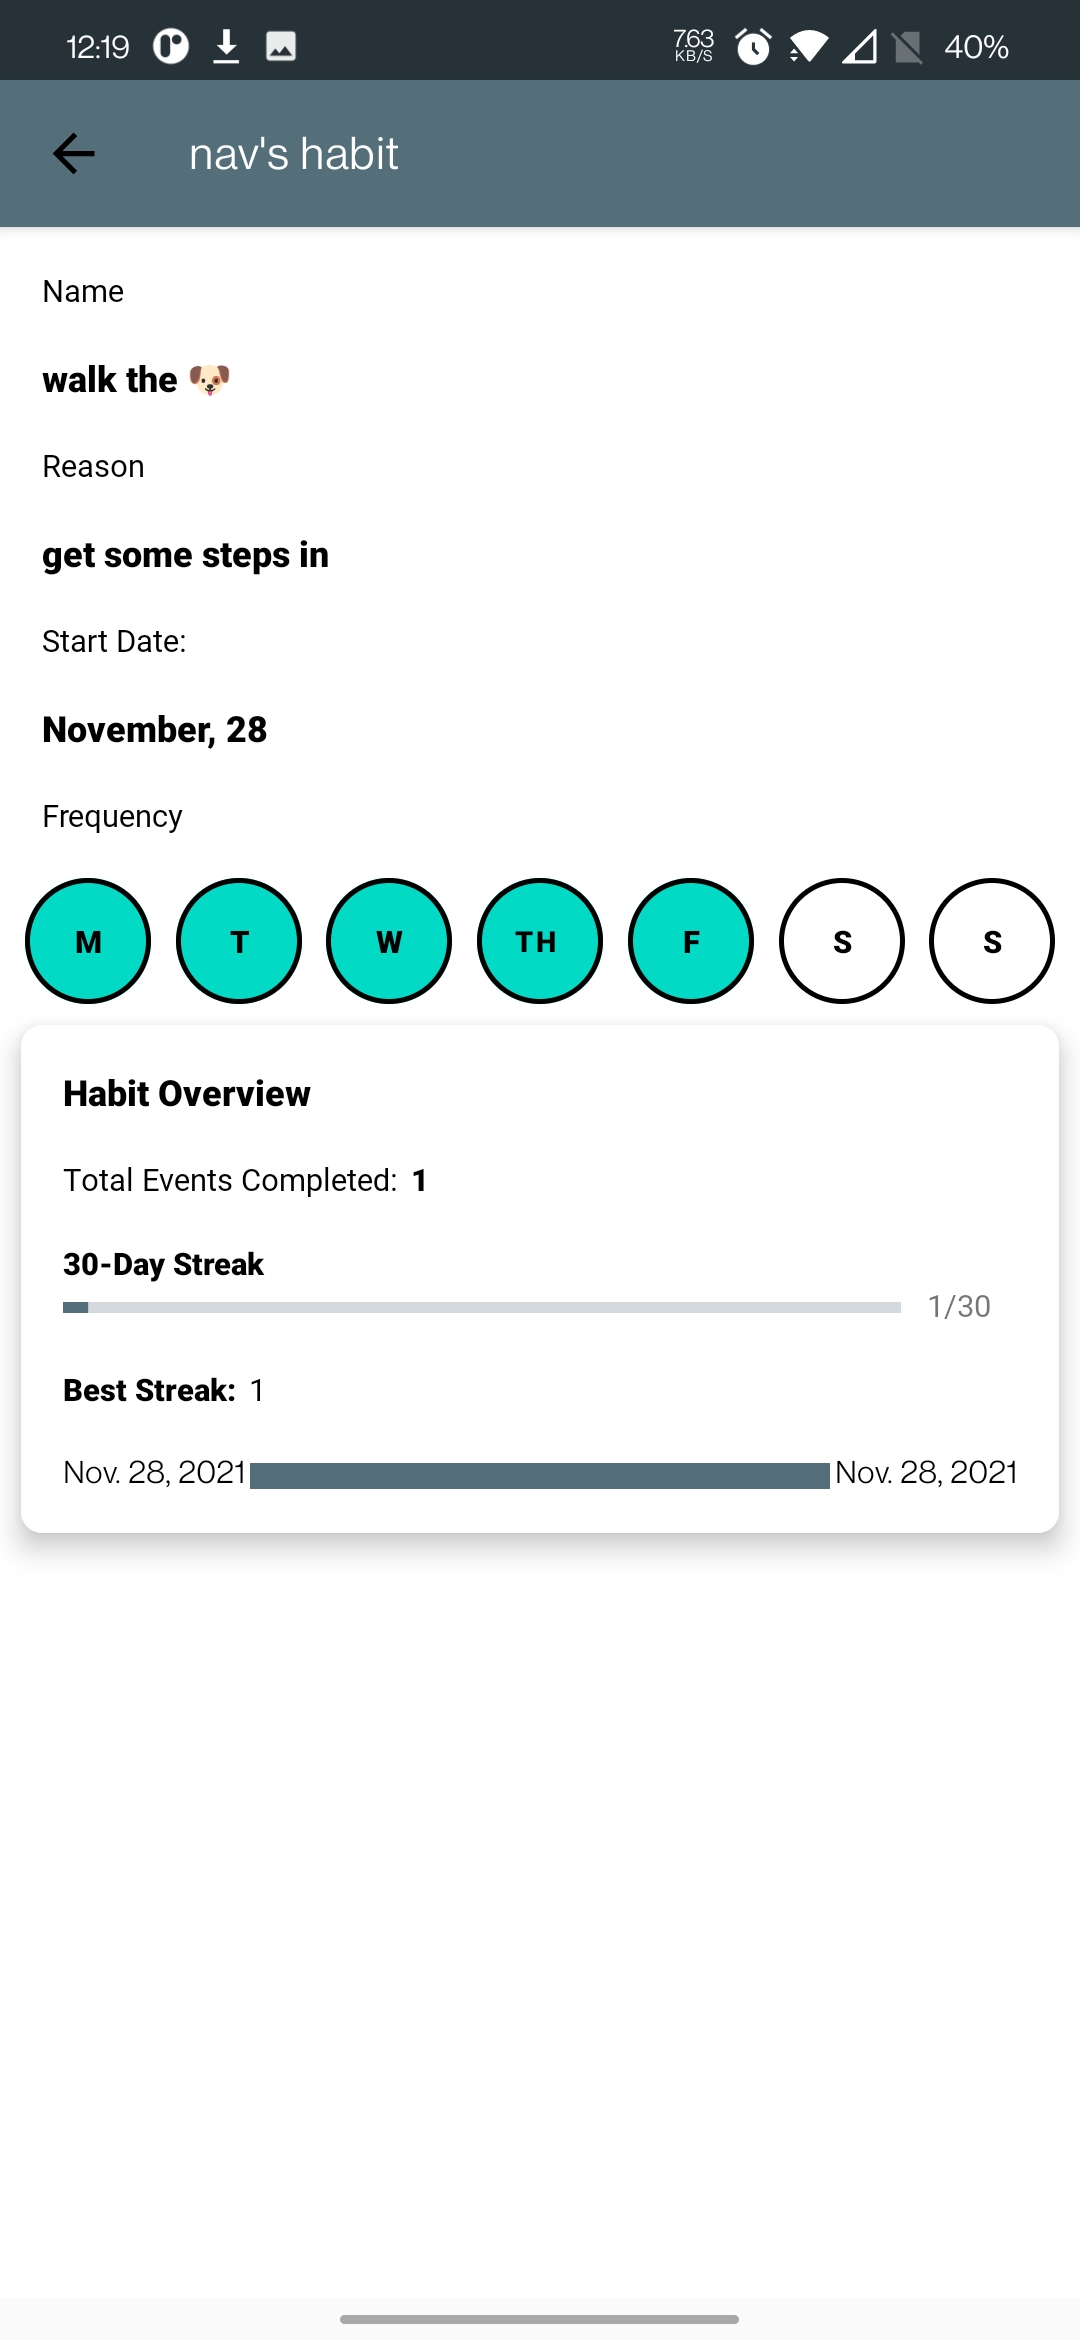 12:19 7.63 KB/S 40%
nav's habit
Name
walk the 🐶
Reason
get some steps in
Start Date:
November, 28
Frequency
M T W TH F S S
Habit Overview
Total Events Completed: 1
30-Day Streak
1/30
Best Streak: 1
Nov. 28, 2021 Nov. 28, 2021